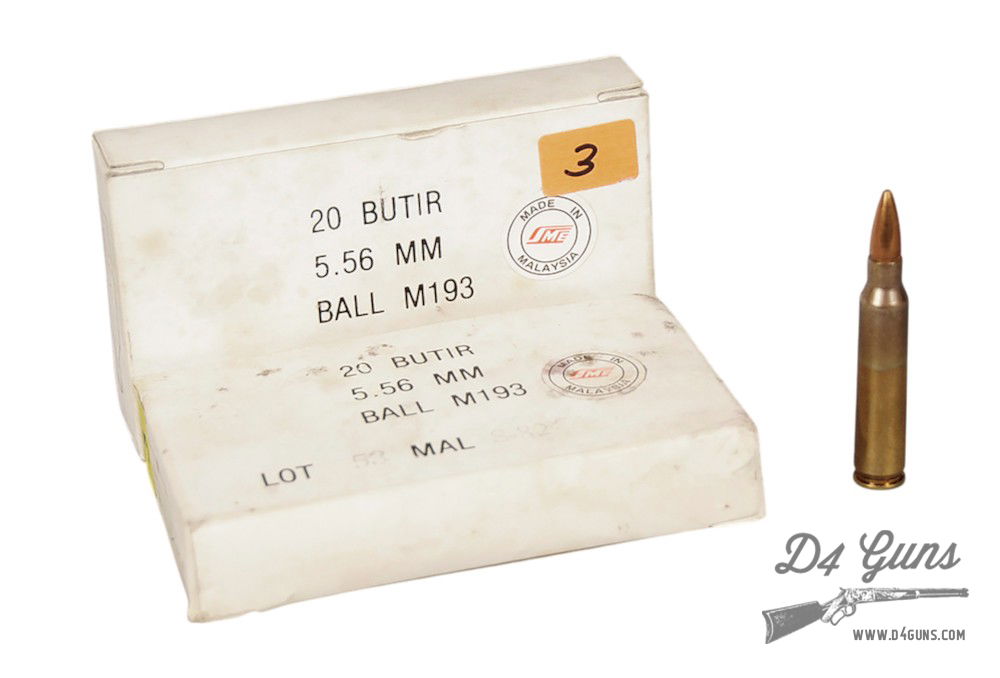 3
20 BUTIR
5.56 MM
BALL M193
MADE IN
SME
MALAYSIA
20 BUTIR
5.56 MM
BALL M193
MADE IN
SME
MALAYSIA
LOT 53 MAL
D4 Guns
WWW.D4GUNS.COM